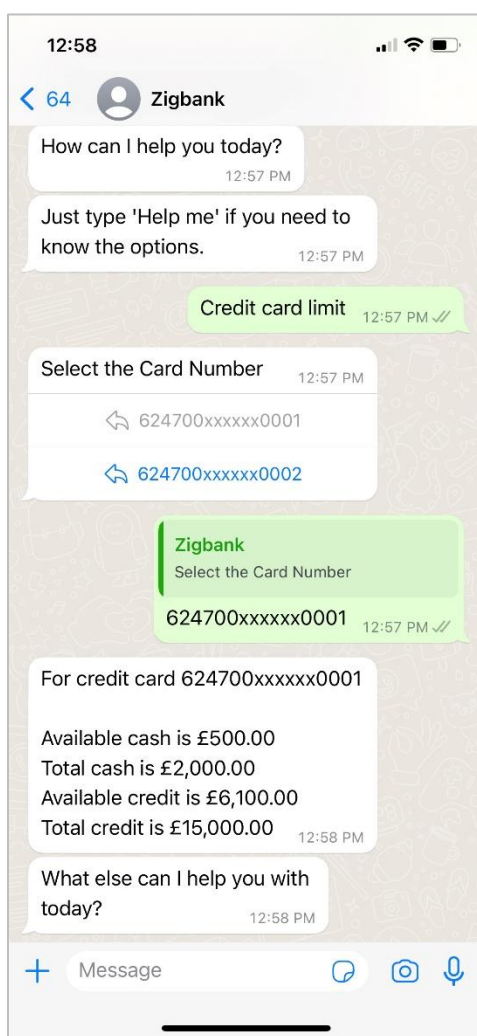 12:58
64
Zigbank
How can I help you today?
12:57 PM
Just type 'Help me' if you need to
know the options.
12:57 PM
Credit card limit
12:57 PM
Select the Card Number
12:57 PM
624700xxxxxx0001
624700xxxxxx0002
Zigbank
Select the Card Number
624700xxxxxx0001
12:57 PM
For credit card 624700xxxxxx0001
Available cash is £500.00
Total cash is £2,000.00
Available credit is £6,100.00
Total credit is £15,000.00
12:58 PM
What else can I help you with
today?
12:58 PM
Message